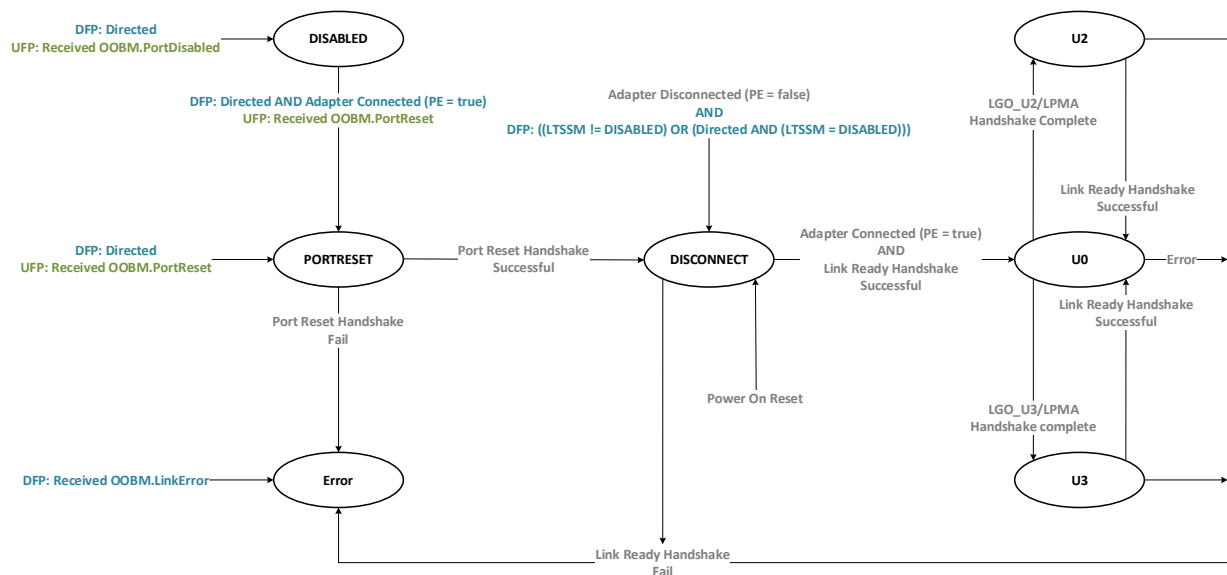 DFP: Directed
UFP: Received OOBM.PortDisabled
DISABLED
U2
DFP: Directed AND Adapter Connected (PE = true)
UFP: Received OOBM.PortReset
Adapter Disconnected (PE = false)
AND
DFP: ((LTSSM != DISABLED) OR (Directed AND (LTSSM = DISABLED)))
LGO_U2/LPMA
Handshake Complete
Link Ready Handshake
Successful
DFP: Directed
UFP: Received OOBM.PortReset
PORTRESET
Port Reset Handshake
Successful
DISCONNECT
Adapter Connected (PE = true)
AND
Link Ready Handshake
Successful
U0
Error
Port Reset Handshake
Fail
Link Ready Handshake
Successful
Power On Reset
LGO_U3/LPMA
Handshake complete
DFP: Received OOBM.LinkError
Error
U3
Link Ready Handshake
Fail